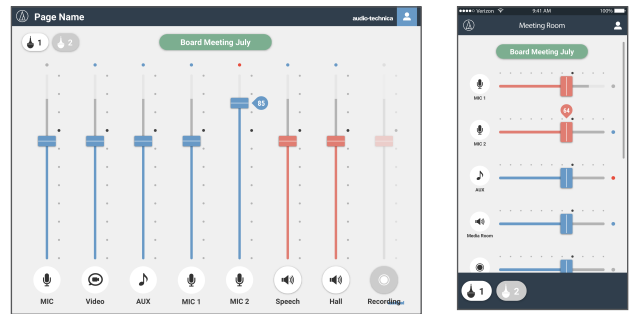 Page Name
audio-technica
1
2
Board Meeting July
85
MIC
Video
AUX
MIC 1
MIC 2
Speech
Hall
Recording
Verizon
9:41 AM
100%
Meeting Room
Board Meeting July
MIC 1
64
MIC 2
AUX
Media Room
1
2